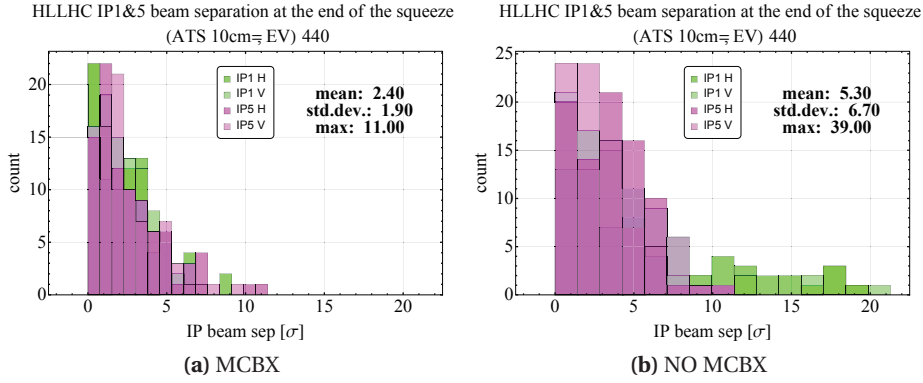 HLLHC IP1&5 beam separation at the end of the squeeze
(ATS 10cm=, EV) 440
count
20
15
10
5
0
IP1 H
IP1 V
IP5 H
IP5 V
mean: 2.40
std.dev.: 1.90
max: 11.00
0 5 10 15 20
IP beam sep [σ]
(a) MCBX
HLLHC IP1&5 beam separation at the end of the squeeze
(ATS 10cm=, EV) 440
count
25
20
15
10
5
0
IP1 H
IP1 V
IP5 H
IP5 V
mean: 5.30
std.dev.: 6.70
max: 39.00
0 5 10 15 20
IP beam sep [σ]
(b) NO MCBX